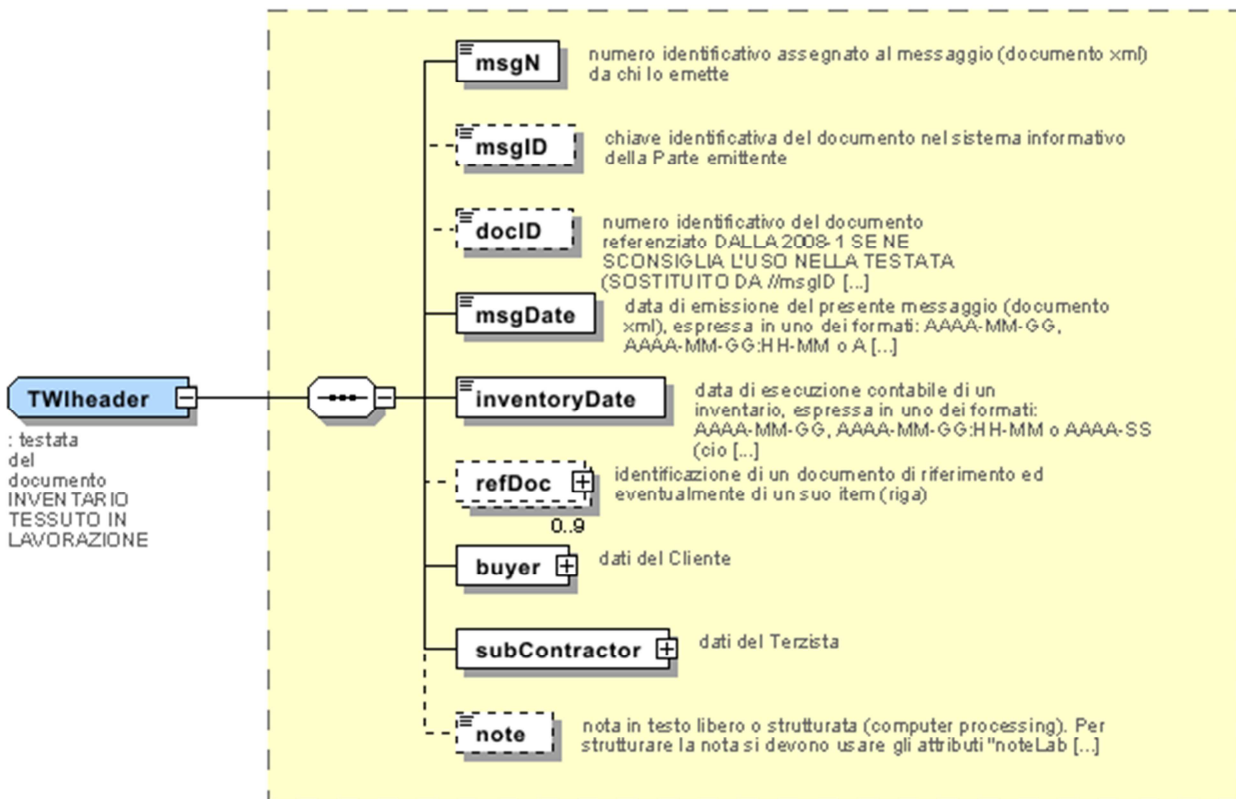 msgN
numero identificativo assegnato al messaggio (documento xml)
da chi lo emette
msgID
chiave identificativa del documento nel sistema informativo
della Parte emittente
docID
numero identificativo del documento
referenziato DALLA 2008-1 SE NE
SCONSIGLIA L'USO NELLA TESTATA
(SOSTITUITO DA //msgID [...]
msgDate
data di emissione del presente messaggio (documento
xml), espressa in uno dei formati: AAAA-MM-GG,
AAAA-MM-GG:HH-MM o A [...]
TWIheader
: testata
del
documento
INVENTARIO
TESSUTO IN
LAVORAZIONE
inventoryDate
data di esecuzione contabile di un
inventario, espressa in uno dei formati:
AAAA-MM-GG, AAAA-MM-GG:HH-MM o AAAA-SS
(cio [...]
refDoc
0..9
identificazione di un documento di riferimento ed
eventualmente di un suo item (riga)
buyer
dati del Cliente
subContractor
dati del Terzista
note
nota in testo libero o strutturata (computer processing). Per
strutturare la nota si devono usare gli attributi "noteLab [...]